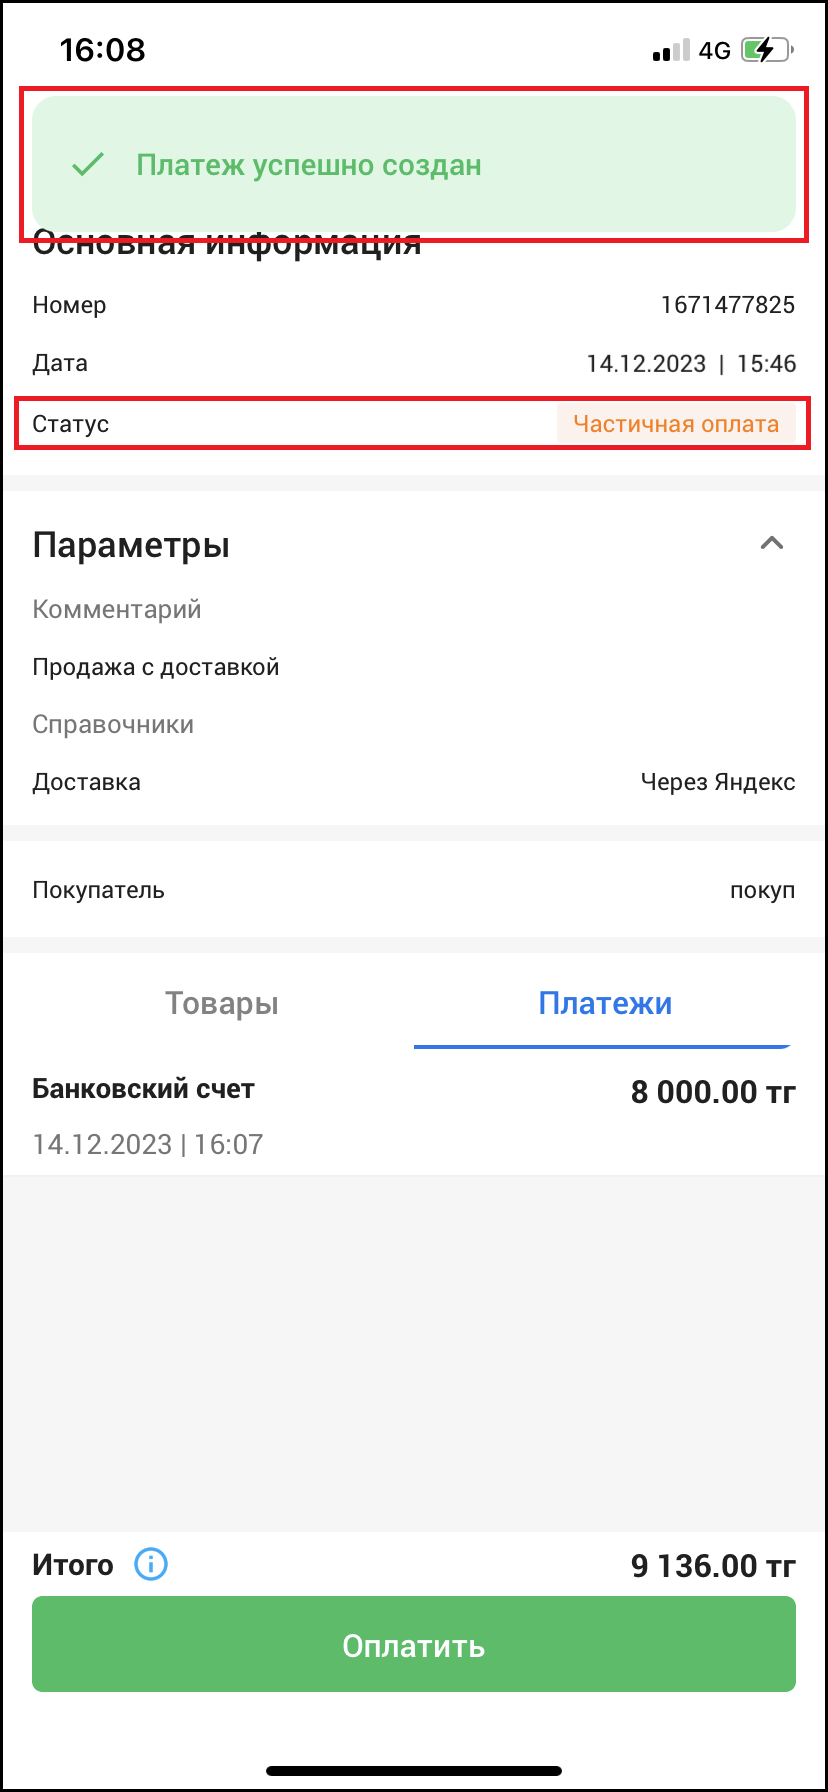 16:08 4G
Платеж успешно создан
Основная информация
Номер 1671477825
Дата 14.12.2023 | 15:46
Статус Частичная оплата
Параметры
Комментарий
Продажа с доставкой
Справочники
Доставка Через Яндекс
Покупатель покуп
Товары Платежи
Банковский счет 8 000.00 тг
14.12.2023 | 16:07
Итого 9 136.00 тг
Оплатить